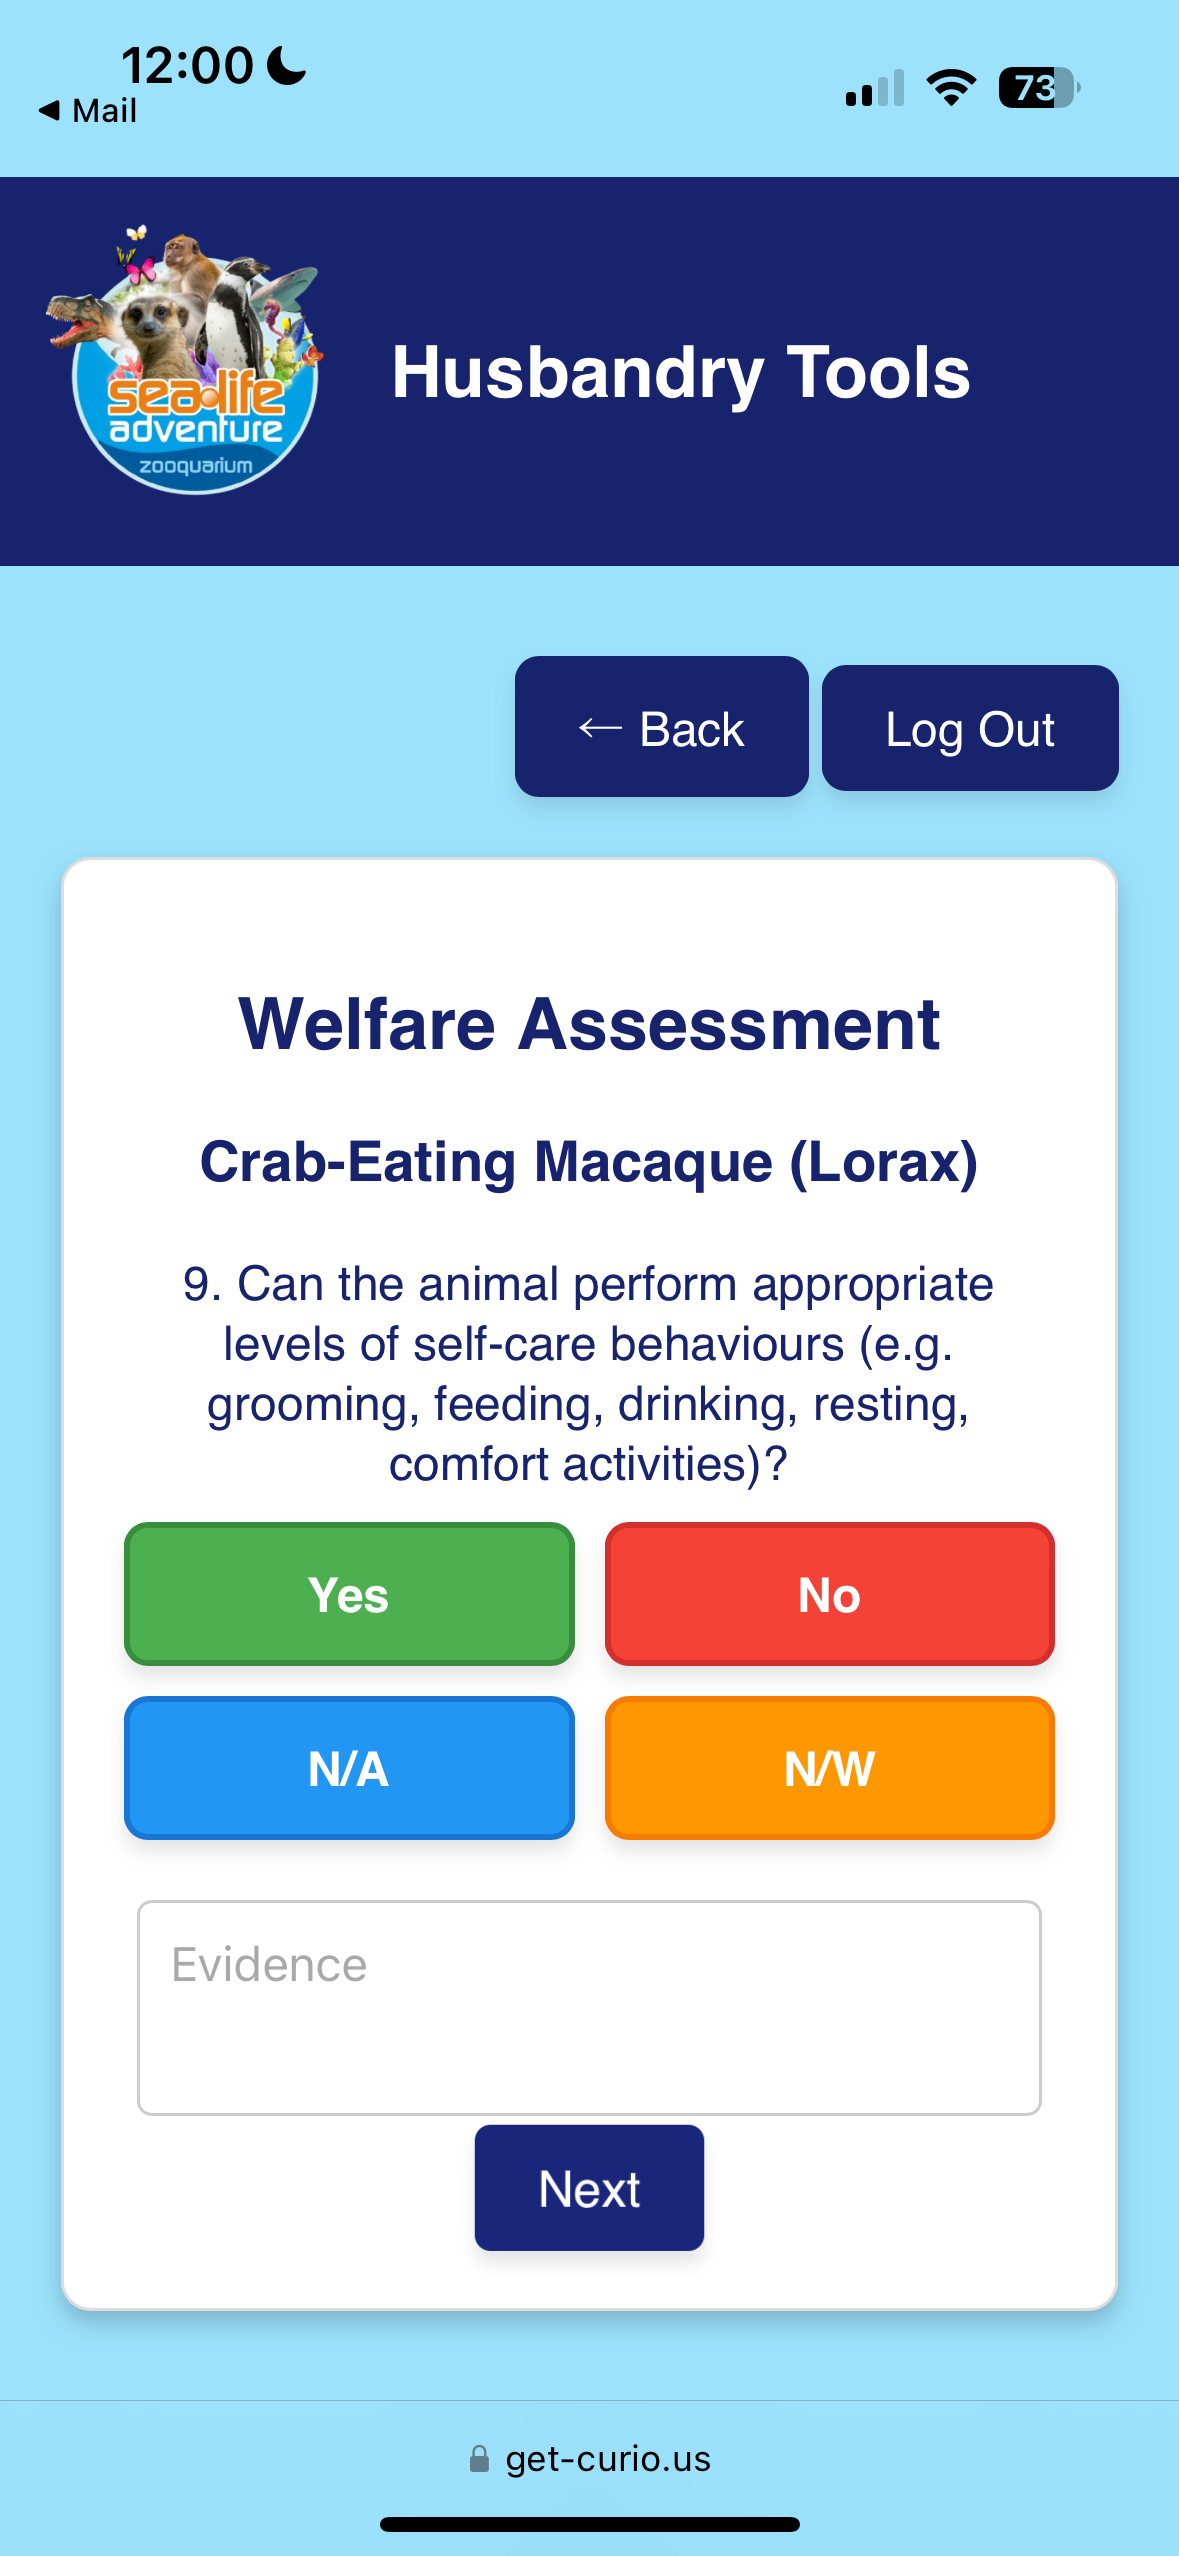 12:00
◀ Mail
73
sea life
adventure
zooquarium
Husbandry Tools
← Back
Log Out
Welfare Assessment
Crab-Eating Macaque (Lorax)
9. Can the animal perform appropriate
levels of self-care behaviours (e.g.
grooming, feeding, drinking, resting,
comfort activities)?
Yes
No
N/A
N/W
Evidence
Next
get-curio.us